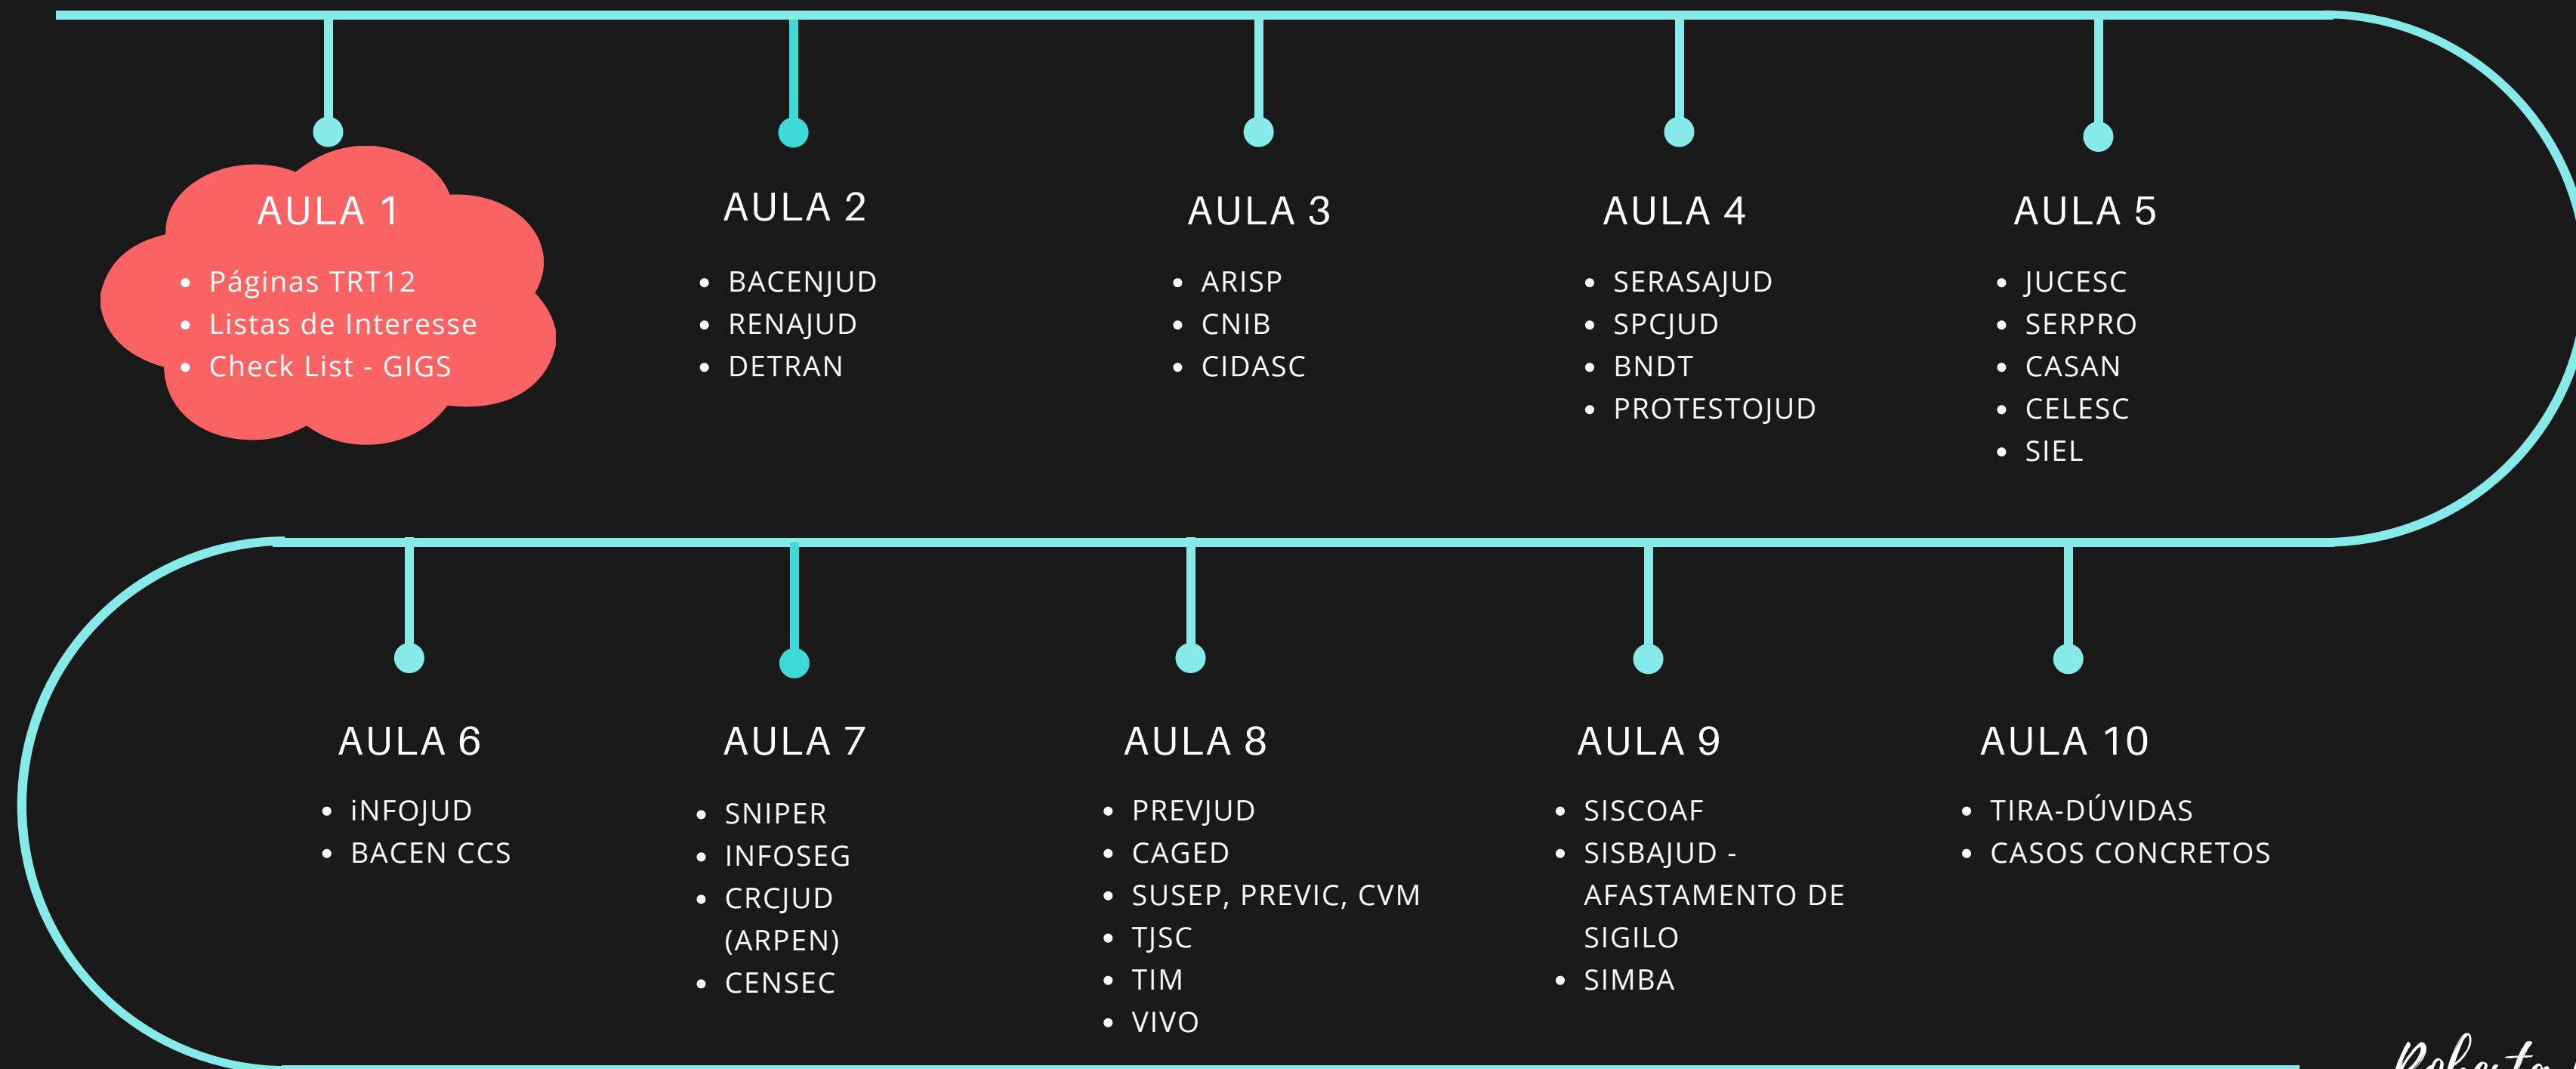 AULA 1
Páginas TRT12
Listas de Interesse
Check List - GIGS
AULA 2
BACENJUD
RENAJUD
DETRAN
AULA 3
ARISP
CNIB
CIDASC
AULA 4
SERASAJUD
SPCJUD
BNDT
PROTESTOJUD
AULA 5
JUCESC
SERPRO
CASAN
CELESC
SIEL
AULA 6
iNFOJUD
BACEN CCS
AULA 7
SNIPER
INFOSEG
CRCJUD
(ARPEN)
CENSEC
AULA 8
PREVJUD
CAGED
SUSEP, PREVIC, CVM
TJSC
TIM
VIVO
AULA 9
SISCOAF
SISBAJUD -
AFASTAMENTO DE
SIGILO
SIMBA
AULA 10
TIRA-DÚVIDAS
CASOS CONCRETOS